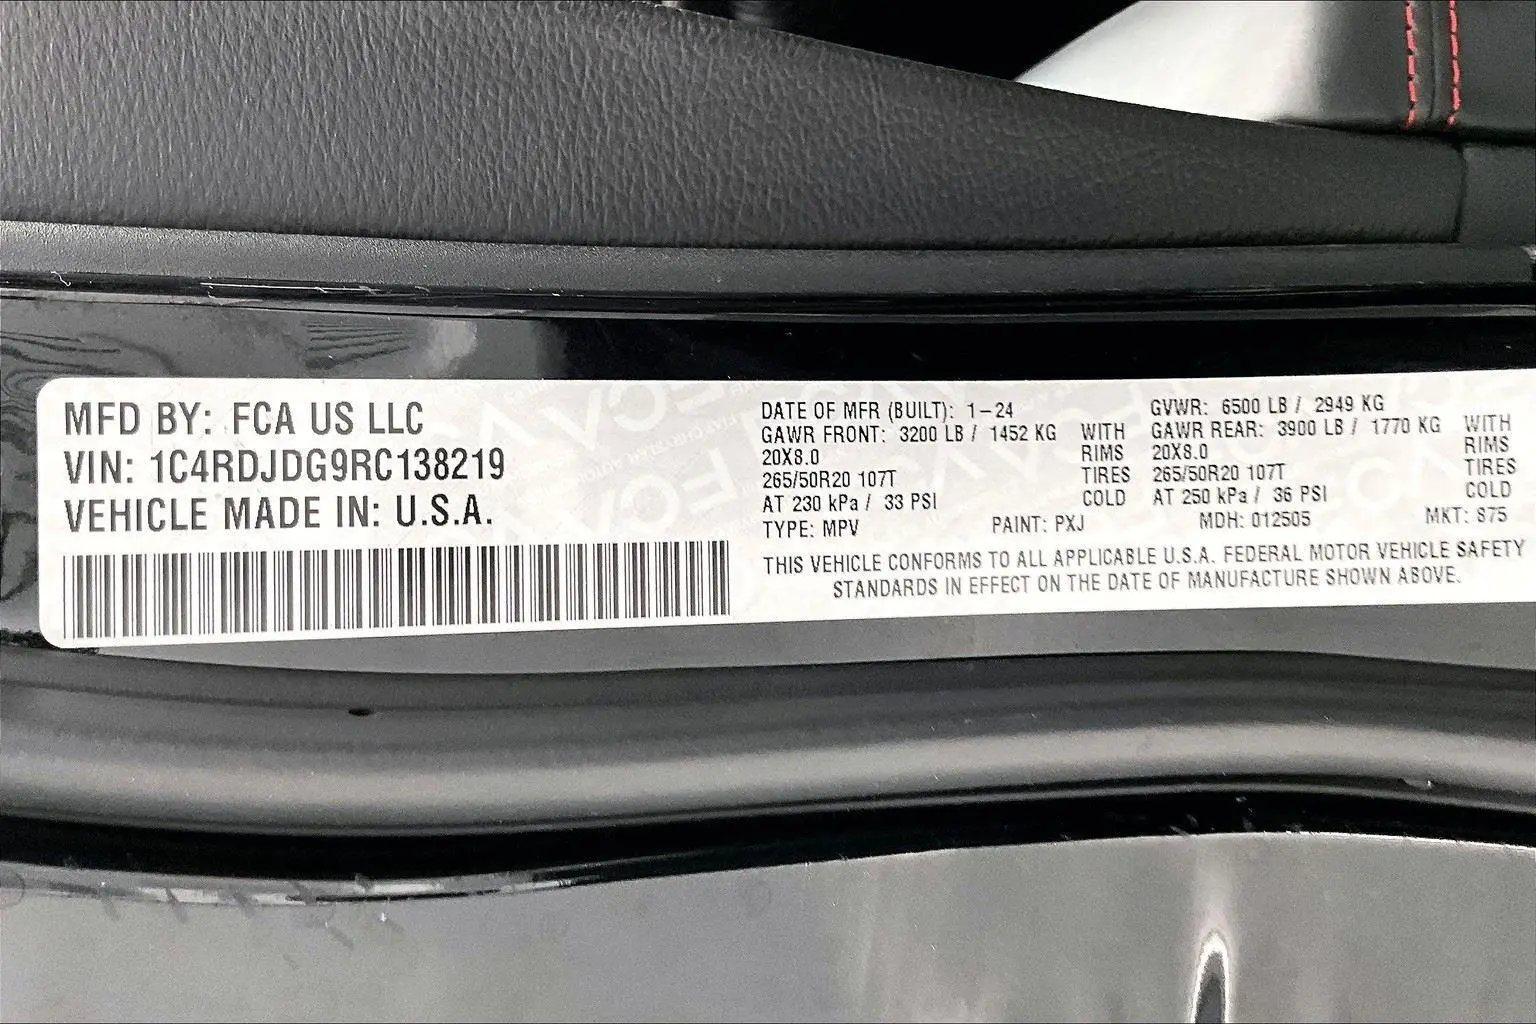 MFD BY: FCA US LLC
VIN: 1C4RDJDG9RC138219
VEHICLE MADE IN: U.S.A.
DATE OF MFR (BUILT): 1-24
GAWR FRONT: 3200 LB / 1452 KG WITH
20X8.0 RIMS
265/50R20 107T TIRES
AT 230 kPa / 33 PSI COLD
TYPE: MPV
GVWR: 6500 LB / 2949 KG
GAWR REAR: 3900 LB / 1770 KG WITH
20X8.0 RIMS
265/50R20 107T TIRES
AT 250 kPa / 36 PSI COLD
PAINT: PXJ MDH: 012505 MKT: 875
THIS VEHICLE CONFORMS TO ALL APPLICABLE U.S.A. FEDERAL MOTOR VEHICLE SAFETY
STANDARDS IN EFFECT ON THE DATE OF MANUFACTURE SHOWN ABOVE.